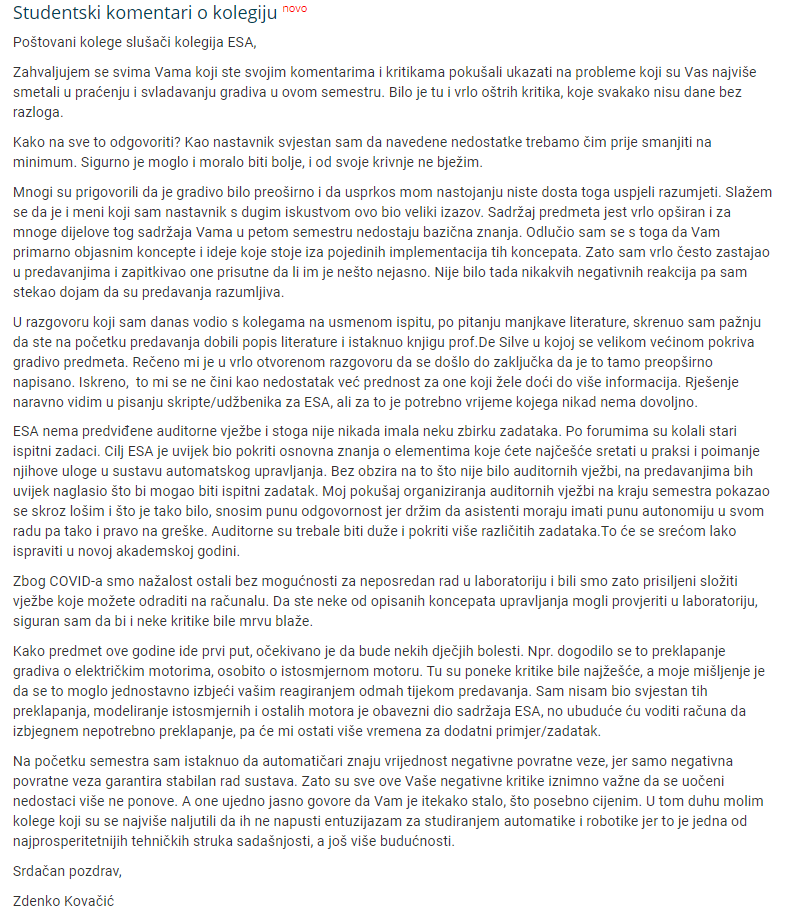 Studentski komentari o kolegiju novo
Poštovani kolege slušači kolegija ESA,
Zahvaljujem se svima Vama koji ste svojim komentarima i kritikama pokušali ukazati na probleme koji su Vas najviše
smetali u praćenju i svladavanju gradiva u ovom semestru. Bilo je tu i vrlo oštrih kritika, koje svakako nisu dane bez
razloga.
Kako na sve to odgovoriti? Kao nastavnik svjestan sam da navedene nedostatke trebamo čim prije smanjiti na
minimum. Sigurno je moglo i moralo biti bolje, i od svoje krivnje ne bježim.
Mnogi su prigovorili da je gradivo bilo preoširno i da usprkos mom nastojanju niste dosta toga uspjeli razumjeti. Slažem
se da je i meni koji sam nastavnik s dugim iskustvom ovo bio veliki izazov. Sadržaj predmeta jest vrlo opširan i za
mnoge dijelove tog sadržaja Vama u petom semestru nedostaju bazična znanja. Odlučio sam se s toga da Vam
primarno objasnim koncepte i ideje koje stoje iza pojedinih implementacija tih koncepata. Zato sam vrlo često zastajao
u predavanjima i zapitkivao one prisutne da li im je nešto nejasno. Nije bilo tada nikakvih negativnih reakcija pa sam
stekao dojam da su predavanja razumljiva.
U razgovoru koji sam danas vodio s kolegama na usmenom ispitu, po pitanju manjkave literature, skrenuo sam pažnju
da ste na početku predavanja dobili popis literature i istaknuo knjigu prof.De Silve u kojoj se velikom većinom pokriva
gradivo predmeta. Rečeno mi je u vrlo otvorenom razgovoru da se došlo do zaključka da je to tamo preopširno
napisano. Iskreno,  to mi se ne čini kao nedostatak već prednost za one koji žele doći do više informacija. Rješenje
naravno vidim u pisanju skripte/udžbenika za ESA, ali za to je potrebno vrijeme kojega nikad nema dovoljno.
ESA nema predviđene auditorne vježbe i stoga nije nikada imala neku zbirku zadataka. Po forumima su kolali stari
ispitni zadaci. Cilj ESA je uvijek bio pokriti osnovna znanja o elementima koje ćete najčešće sretati u praksi i poimanje
njihove uloge u sustavu automatskog upravljanja. Bez obzira na to što nije bilo auditornih vježbi, na predavanjima bih
uvijek naglasio što bi mogao biti ispitni zadatak. Moj pokušaj organiziranja auditornih vježbi na kraju semestra pokazao
se skroz lošim i što je tako bilo, snosim punu odgovornost jer držim da asistenti moraju imati punu autonomiju u svom
radu pa tako i pravo na greške. Auditorne su trebale biti duže i pokriti više različitih zadataka.To će se srećom lako
ispraviti u novoj akademskoj godini.
Zbog COVID-a smo nažalost ostali bez mogućnosti za neposredan rad u laboratoriju i bili smo zato prisiljeni složiti
vježbe koje možete odraditi na računalu. Da ste neke od opisanih koncepata upravljanja mogli provjeriti u laboratoriju,
siguran sam da bi i neke kritike bile mrvu blaže.
Kako predmet ove godine ide prvi put, očekivano je da bude nekih dječjih bolesti. Npr. dogodilo se to preklapanje
gradiva o električkim motorima, osobito o istosmjernom motoru. Tu su poneke kritike bile najžešće, a moje mišljenje je
da se to moglo jednostavno izbjeći vašim reagiranjem odmah tijekom predavanja. Sam nisam bio svjestan tih
preklapanja, modeliranje istosmjernih i ostalih motora je obavezni dio sadržaja ESA, no ubuduće ću voditi računa da
izbjegnem nepotrebno preklapanje, pa će mi ostati više vremena za dodatni primjer/zadatak.
Na početku semestra sam istaknuo da automatičari znaju vrijednost negativne povratne veze, jer samo negativna
povratne veza garantira stabilan rad sustava. Zato su sve ove Vaše negativne kritike iznimno važne da se uočeni
nedostaci više ne ponove. A one ujedno jasno govore da Vam je itekako stalo, što posebno cijenim. U tom duhu molim
kolege koji su se najviše naljutili da ih ne napusti entuzijazam za studiranjem automatike i robotike jer to je jedna od
najprosperitetnijih tehničkih struka sadašnjosti, a još više budućnosti.
Srdačan pozdrav,
Zdenko Kovačić